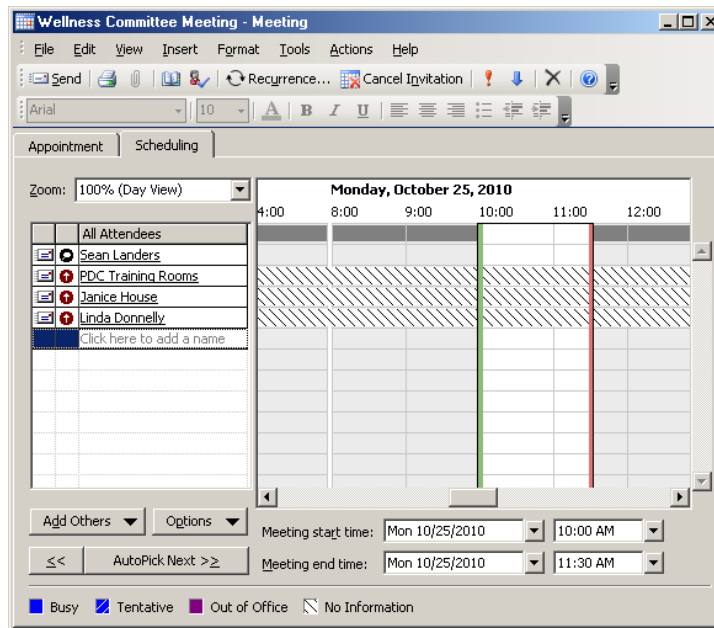 Wellness Committee Meeting - Meeting
File Edit View Insert Format Tools Actions Help
Send Recurrence... Cancel Invitation
Arial 10 A B I U
Appointment Scheduling
Zoom: 100% (Day View)
Monday, October 25, 2010
4:00 8:00 9:00 10:00 11:00 12:00
All Attendees
Sean Landers
PDC Training Rooms
Janice House
Linda Donnelly
Click here to add a name
Add Others Options
Meeting start time: Mon 10/25/2010 10:00 AM
<< AutoPick Next >>
Meeting end time: Mon 10/25/2010 11:30 AM
Busy Tentative Out of Office No Information